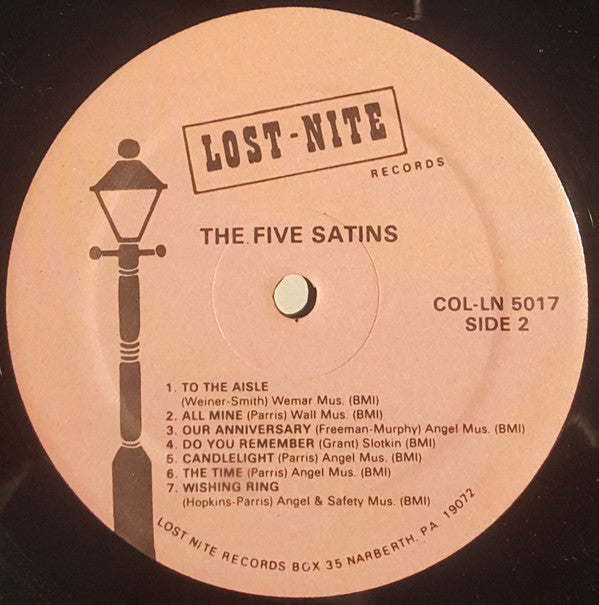 LOST-NITE
RECORDS
THE FIVE SATINS
COL-LN 5017
SIDE 2
1. TO THE AISLE
(Weiner-Smith) Wemar Mus. (BMI)
2. ALL MINE (Parris) Wall Mus. (BMI)
3. OUR ANNIVERSARY (Freeman-Murphy) Angel Mus. (BMI)
4. DO YOU REMEMBER (Grant) Slotkin (BMI)
5. CANDLELIGHT (Parris) Angel Mus. (BMI)
6. THE TIME (Parris) Angel Mus. (BMI)
7. WISHING RING
(Hopkins-Parris) Angel & Safety Mus. (BMI)
LOST NITE RECORDS BOX 35 NARBERTH, PA 19072